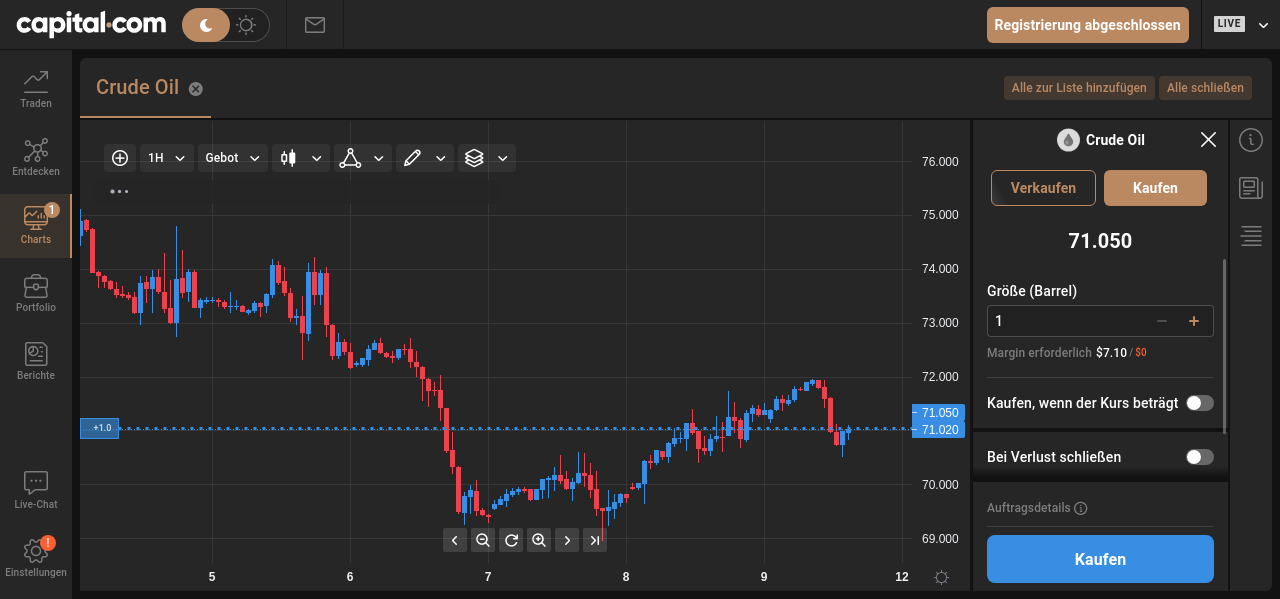 capital.com
Registrierung abgeschlossen
LIVE
Traden
Entdecken
1
Charts
Portfolio
Berichte
Live-Chat
!
Einstellungen
Crude Oil
Alle zur Liste hinzufügen
Alle schließen
1H
Gebot
76.000
75.000
74.000
73.000
72.000
71.050
71.020
70.000
69.000
+1.0
5 6 7 8 9 12
Crude Oil
Verkaufen
Kaufen
71.050
Größe (Barrel)
1
Margin erforderlich $7.10 / $0
Kaufen, wenn der Kurs beträgt
Bei Verlust schließen
Auftragsdetails
Kaufen